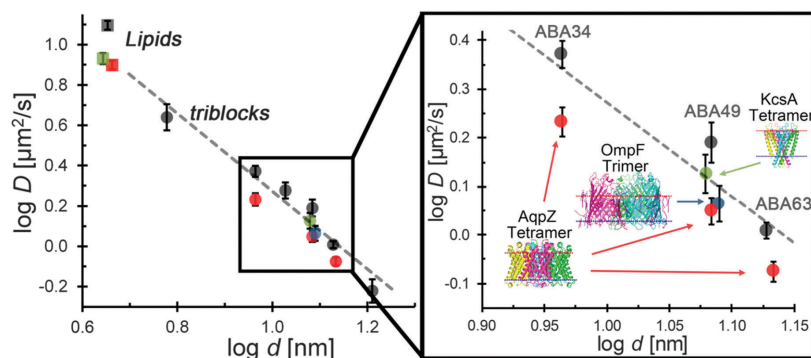 log D [µm²/s]
1.0
0.8
0.6
0.4
0.2
0.0
-0.2
0.6
0.8
1.0
1.2
log d [nm]
Lipids
triblocks
log D [µm²/s]
0.4
0.3
0.2
0.1
0.0
-0.1
0.90
0.95
1.00
1.05
1.10
1.15
log d [nm]
ABA34
ABA49
ABA63
KcsA
Tetramer
OmpF
Trimer
AqpZ
Tetramer